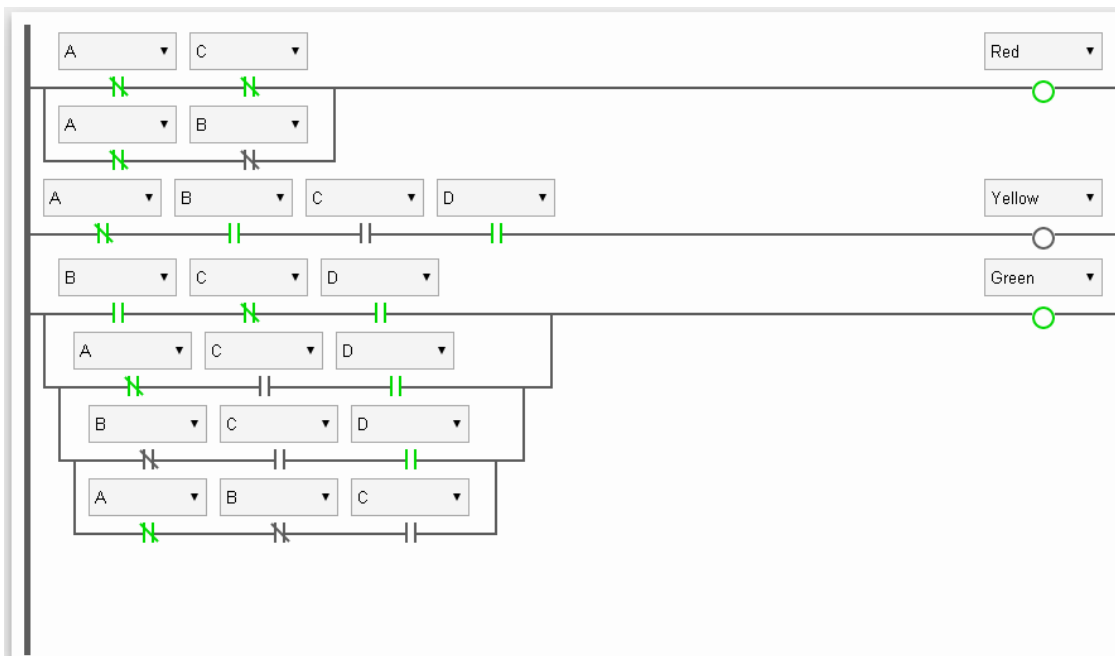 A C Red
A B
A B C D Yellow
B C D Green
A C D
B C D
A B C